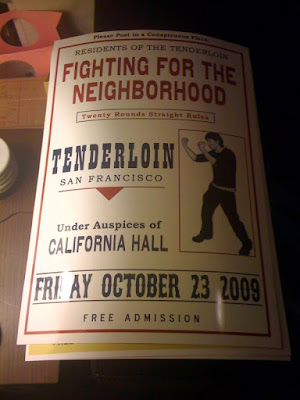 Please Post in a Conspicuous Place
RESIDENTS OF THE TENDERLOIN
FIGHTING FOR THE
NEIGHBORHOOD
Twenty Rounds Straight Rules
TENDERLOIN
SAN FRANCISCO
Under Auspices of
CALIFORNIA HALL
FRIDAY OCTOBER 23 2009
FREE ADMISSION